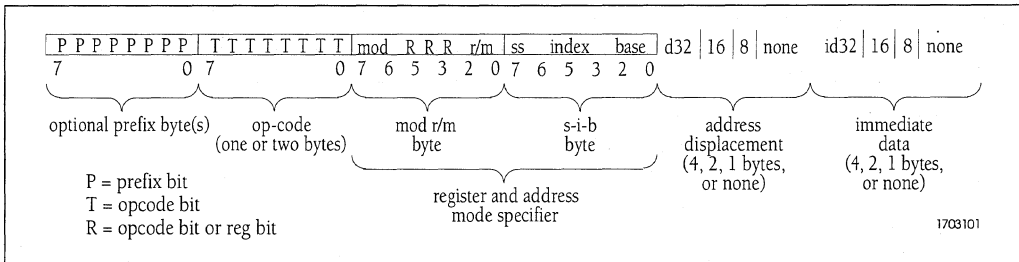 P P P P P P P P T T T T T T T T mod R R R r/m ss index base d32 | 16 | 8 | none id32 | 16 | 8 | none
7 0 7 0 7 6 5 3 2 0 7 6 5 3 2 0
optional prefix byte(s) op-code mod r/m s-i-b address immediate
(one or two bytes) byte byte displacement data
(4, 2, 1 bytes, (4, 2, 1 bytes,
or none) or none)
register and address
mode specifier
P = prefix bit
T = opcode bit
R = opcode bit or reg bit
1703101